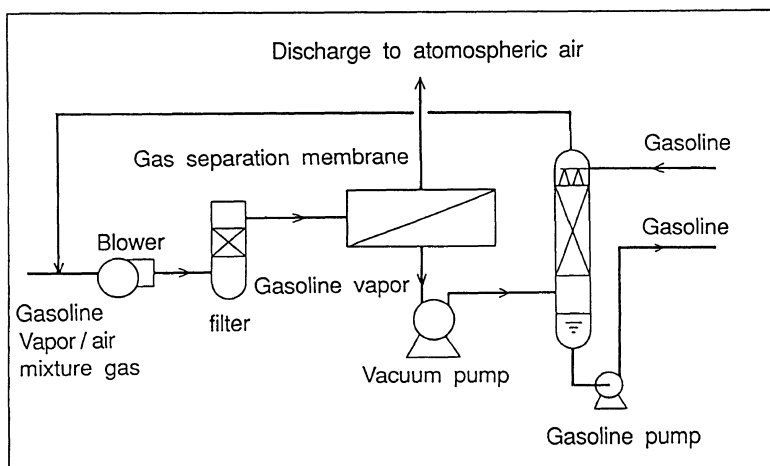 Discharge to atomospheric air
Gasoline
Gas separation membrane
Gasoline
Blower
Gasoline vapor
Gasoline
Vapor / air
mixture gas
filter
Vacuum pump
Gasoline pump